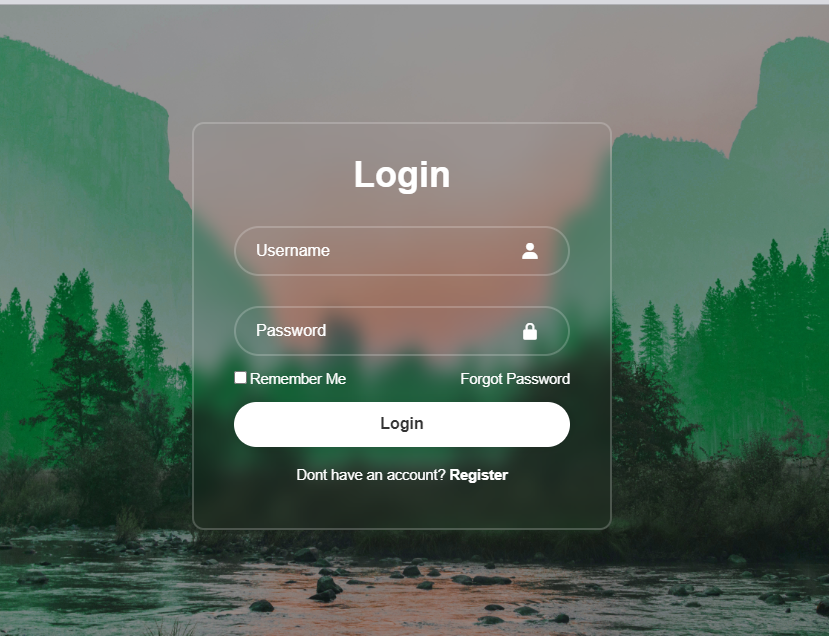 Login
Username
Password
Remember Me Forgot Password
Login
Dont have an account? Register